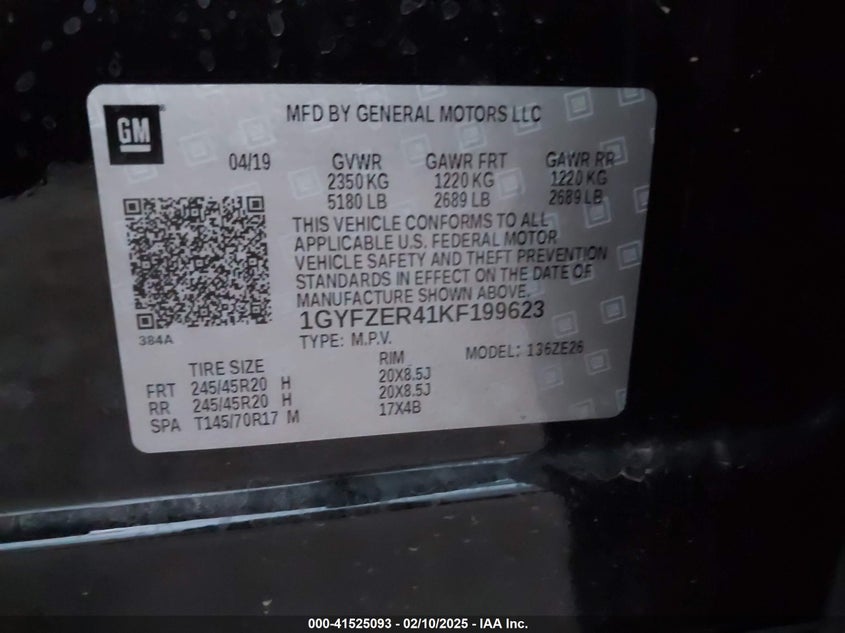 GM®
MFD BY GENERAL MOTORS LLC
04/19 GVWR GAWR FRT GAWR RR
2350 KG 1220 KG 1220 KG
5180 LB 2689 LB 2689 LB
THIS VEHICLE CONFORMS TO ALL
APPLICABLE U.S. FEDERAL MOTOR
VEHICLE SAFETY AND THEFT PREVENTION
STANDARDS IN EFFECT ON THE DATE OF
MANUFACTURE SHOWN ABOVE.
1GYFZER41KF199623
384A
TYPE: M.P.V. MODEL: 136ZE26
TIRE SIZE RIM
FRT 245/45R20 H 20X8.5J
RR 245/45R20 H 20X8.5J
SPA T145/70R17 M 17X4B
000-41525093 - 02/10/2025 - IAA Inc.